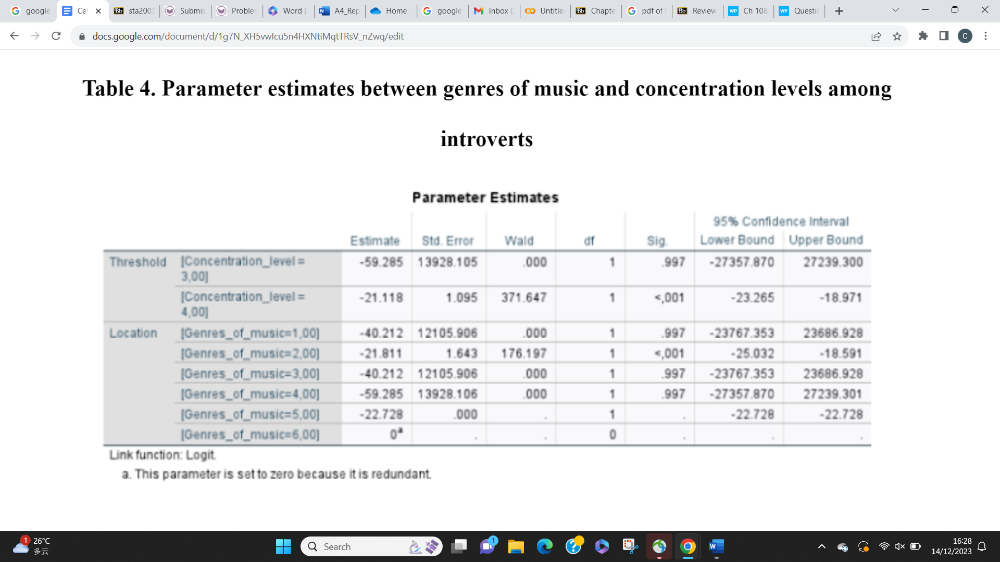 google
Ce
sta2003
Submis
Problem
Word |
A4_Rep
Home -
google
Inbox (
Untitled
Chapte
pdf of
Review
Ch 10&
Questio
docs.google.com/document/d/1g7N_XH5vwIcu5n4HXNtiMqtTRsV_nZwq/edit
C
Table 4. Parameter estimates between genres of music and concentration levels among
introverts
Parameter Estimates
95% Confidence Interval
Estimate Std. Error Wald df Sig. Lower Bound Upper Bound
Threshold [Concentration_level = 3,00] -59.285 13928.105 .000 1 .997 -27357.870 27239.300
[Concentration_level = 4,00] -21.118 1.095 371.647 1 <,001 -23.265 -18.971
Location [Genres_of_music=1,00] -40.212 12105.906 .000 1 .997 -23767.353 23686.928
[Genres_of_music=2,00] -21.811 1.643 176.197 1 <,001 -25.032 -18.591
[Genres_of_music=3,00] -40.212 12105.906 .000 1 .997 -23767.353 23686.928
[Genres_of_music=4,00] -59.285 13928.106 .000 1 .997 -27357.870 27239.301
[Genres_of_music=5,00] -22.728 .000 . 1 . -22.728 -22.728
[Genres_of_music=6,00] 0a . . 0 . . .
Link function: Logit.
a. This parameter is set to zero because it is redundant.
1
26°C
多云
Search
1
16:28
14/12/2023